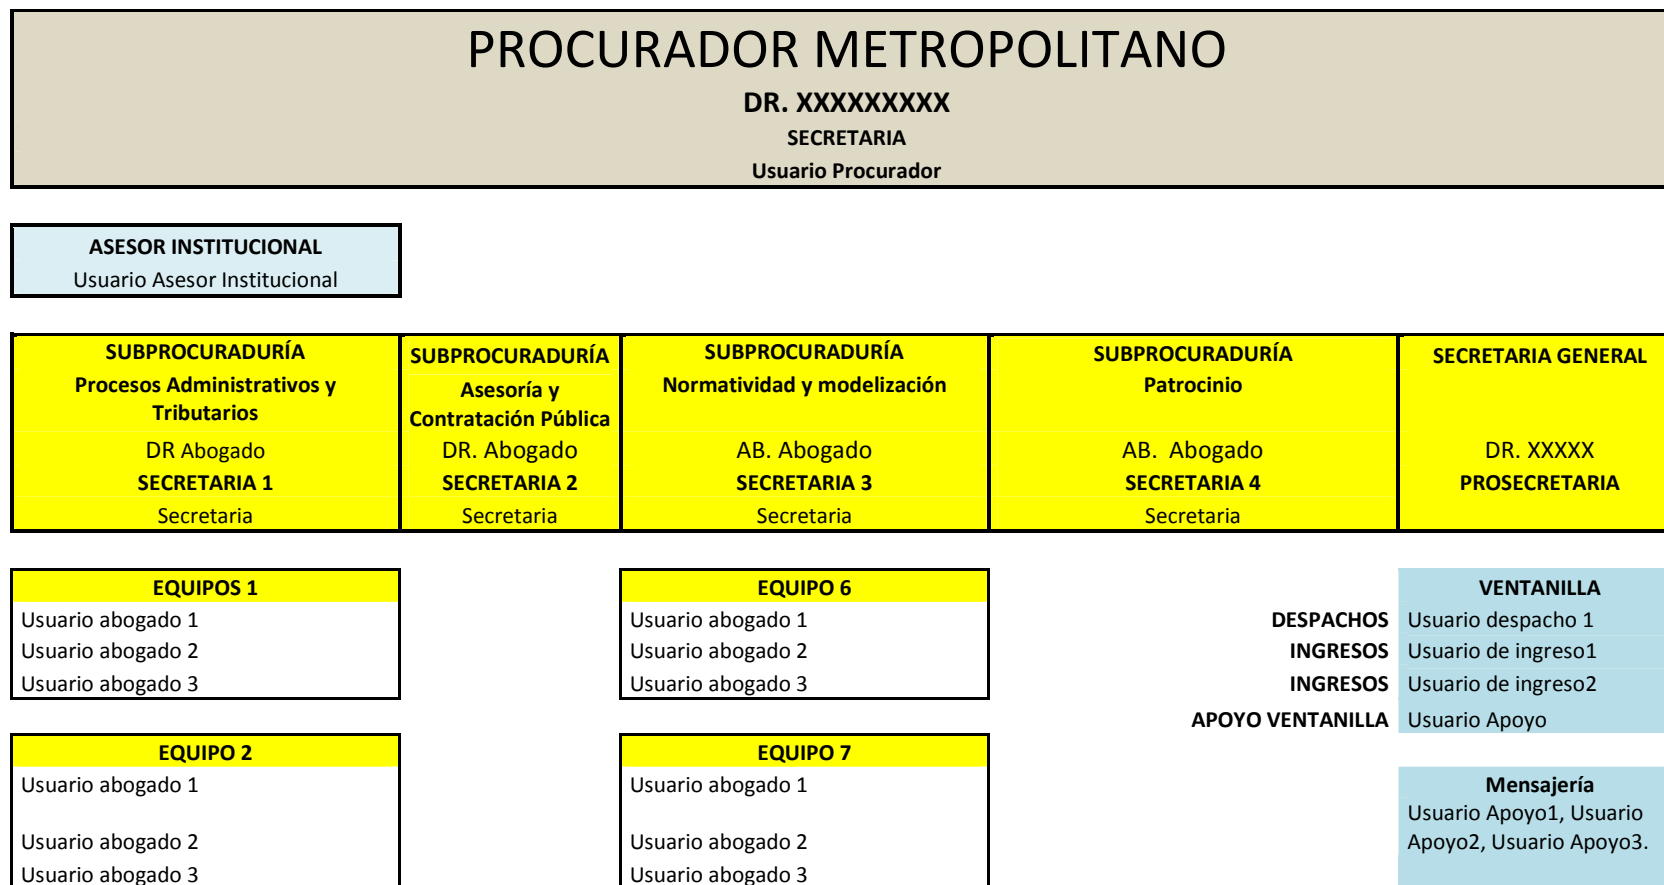 PROCURADOR METROPOLITANO
DR. XXXXXXXXX
SECRETARIA
Usuario Procurador
ASESOR INSTITUCIONAL
Usuario Asesor Institucional
SUBPROCURADURÍA
Procesos Administrativos y
Tributarios
DR Abogado
SECRETARIA 1
Secretaria
SUBPROCURADURÍA
Asesoría y
Contratación Pública
DR. Abogado
SECRETARIA 2
Secretaria
SUBPROCURADURÍA
Normatividad y modelización
AB. Abogado
SECRETARIA 3
Secretaria
SUBPROCURADURÍA
Patrocinio
AB. Abogado
SECRETARIA 4
Secretaria
SECRETARIA GENERAL
DR. XXXXX
PROSECRETARIA
EQUIPOS 1
Usuario abogado 1
Usuario abogado 2
Usuario abogado 3
EQUIPO 6
Usuario abogado 1
Usuario abogado 2
Usuario abogado 3
VENTANILLA
DESPACHOS Usuario despacho 1
INGRESOS Usuario de ingreso1
INGRESOS Usuario de ingreso2
APOYO VENTANILLA Usuario Apoyo
EQUIPO 2
Usuario abogado 1
Usuario abogado 2
Usuario abogado 3
EQUIPO 7
Usuario abogado 1
Usuario abogado 2
Usuario abogado 3
Mensajería
Usuario Apoyo1, Usuario
Apoyo2, Usuario Apoyo3.